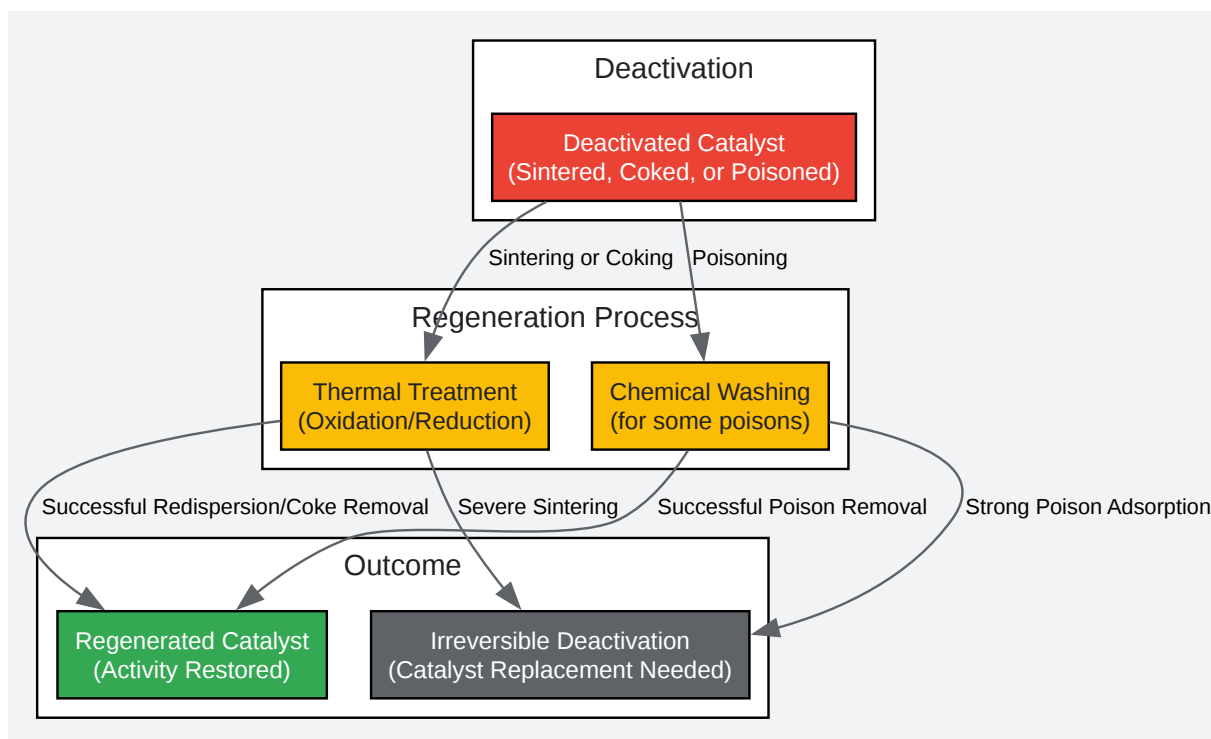 Deactivation
Deactivated Catalyst
(Sintered, Coked, or Poisoned)
Sintering or Coking
Poisoning
Regeneration Process
Thermal Treatment
(Oxidation/Reduction)
Chemical Washing
(for some poisons)
Successful Redispersion/Coke Removal
Severe Sintering
Successful Poison Removal
Strong Poison Adsorption
Outcome
Regenerated Catalyst
(Activity Restored)
Irreversible Deactivation
(Catalyst Replacement Needed)